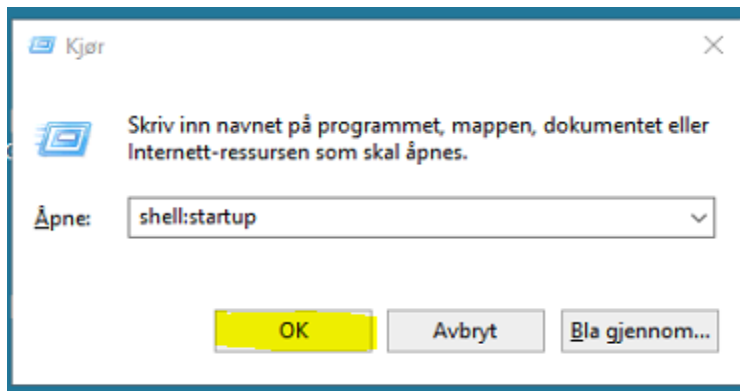 Kjør
Skriv inn navnet på programmet, mappen, dokumentet eller
Internett-ressursen som skal åpnes.
Åpne: shell:startup
OK Avbryt Bla gjennom...